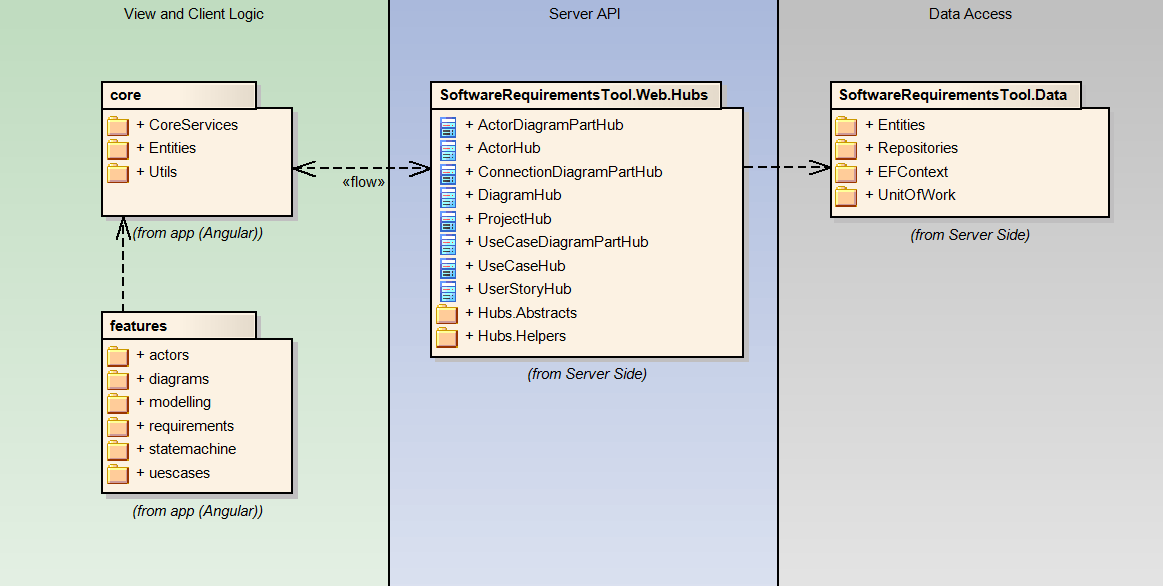 View and Client Logic
Server API
Data Access
core
+ CoreServices
+ Entities
+ Utils
(from app (Angular))
features
+ actors
+ diagrams
+ modelling
+ requirements
+ statemachine
+ uescases
(from app (Angular))
«flow»
SoftwareRequirementsTool.Web.Hubs
+ ActorDiagramPartHub
+ ActorHub
+ ConnectionDiagramPartHub
+ DiagramHub
+ ProjectHub
+ UseCaseDiagramPartHub
+ UseCaseHub
+ UserStoryHub
+ Hubs.Abstracts
+ Hubs.Helpers
(from Server Side)
SoftwareRequirementsTool.Data
+ Entities
+ Repositories
+ EFContext
+ UnitOfWork
(from Server Side)